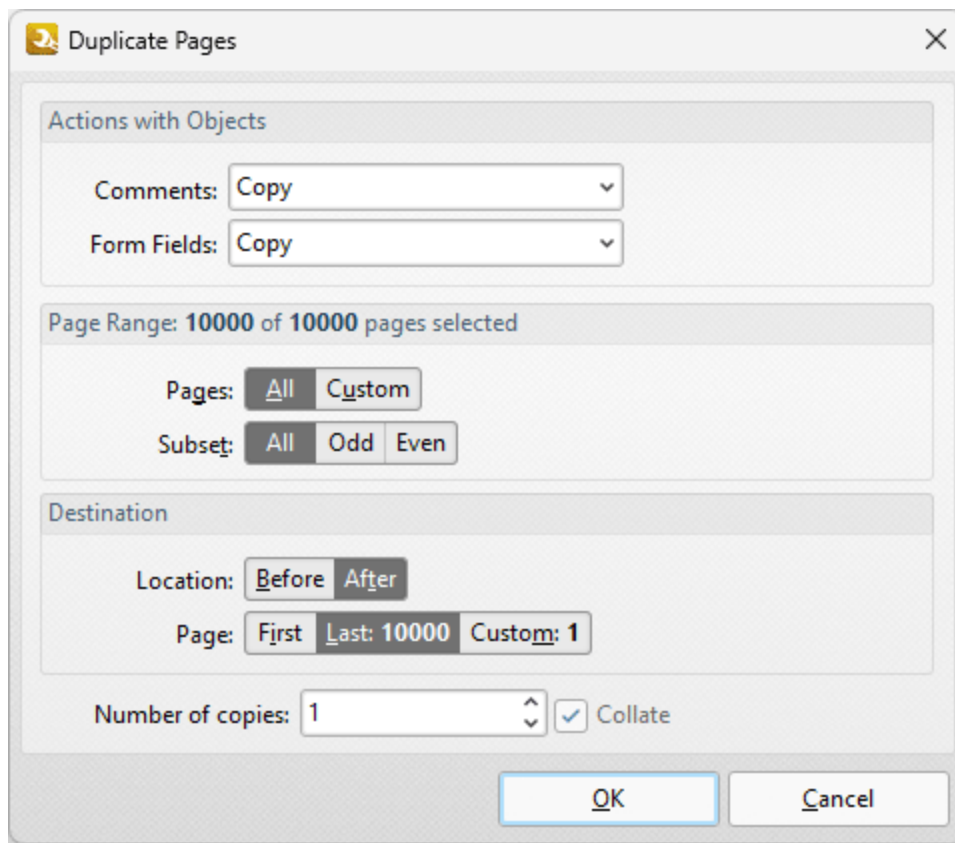 Duplicate Pages
Actions with Objects
Comments: Copy
Form Fields: Copy
Page Range: 10000 of 10000 pages selected
Pages: All Custom
Subset: All Odd Even
Destination
Location: Before After
Page: First Last: 10000 Custom: 1
Number of copies: 1 Collate
OK Cancel